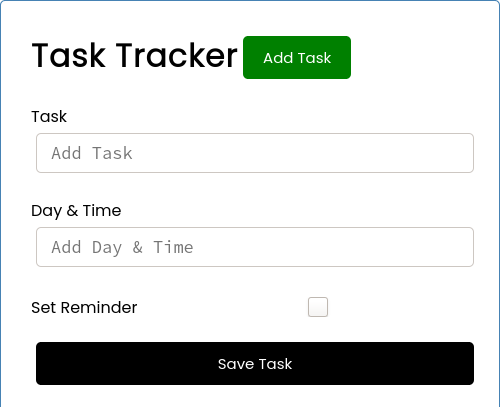 Task Tracker Add Task
Task
Add Task
Day & Time
Add Day & Time
Set Reminder
Save Task